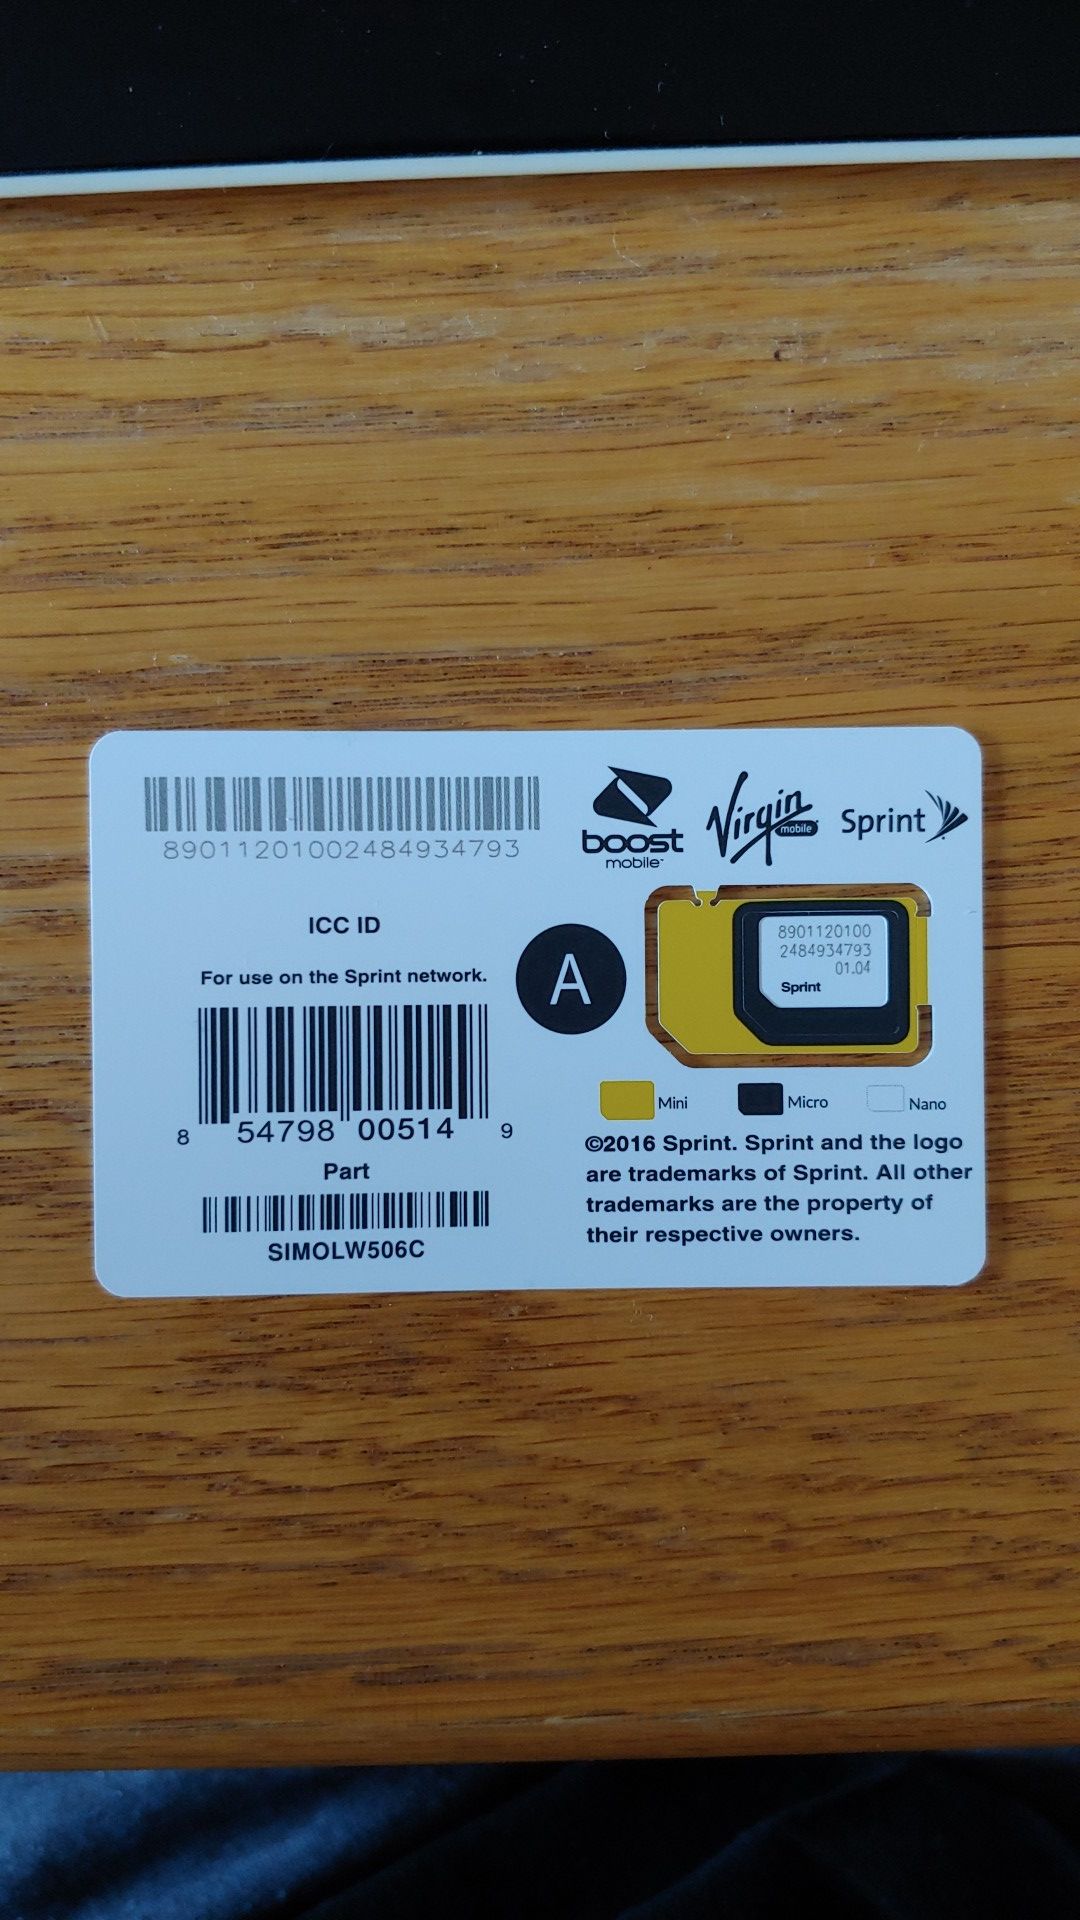 89011201002484934793
ICC ID
For use on the Sprint network.
8 54798 00514 9
Part
SIMOLW506C
boost
mobile™
Virgin
mobile
Sprint
A
8901120100
2484934793
01.04
Sprint
Mini
Micro
Nano
©2016 Sprint. Sprint and the logo
are trademarks of Sprint. All other
trademarks are the property of
their respective owners.